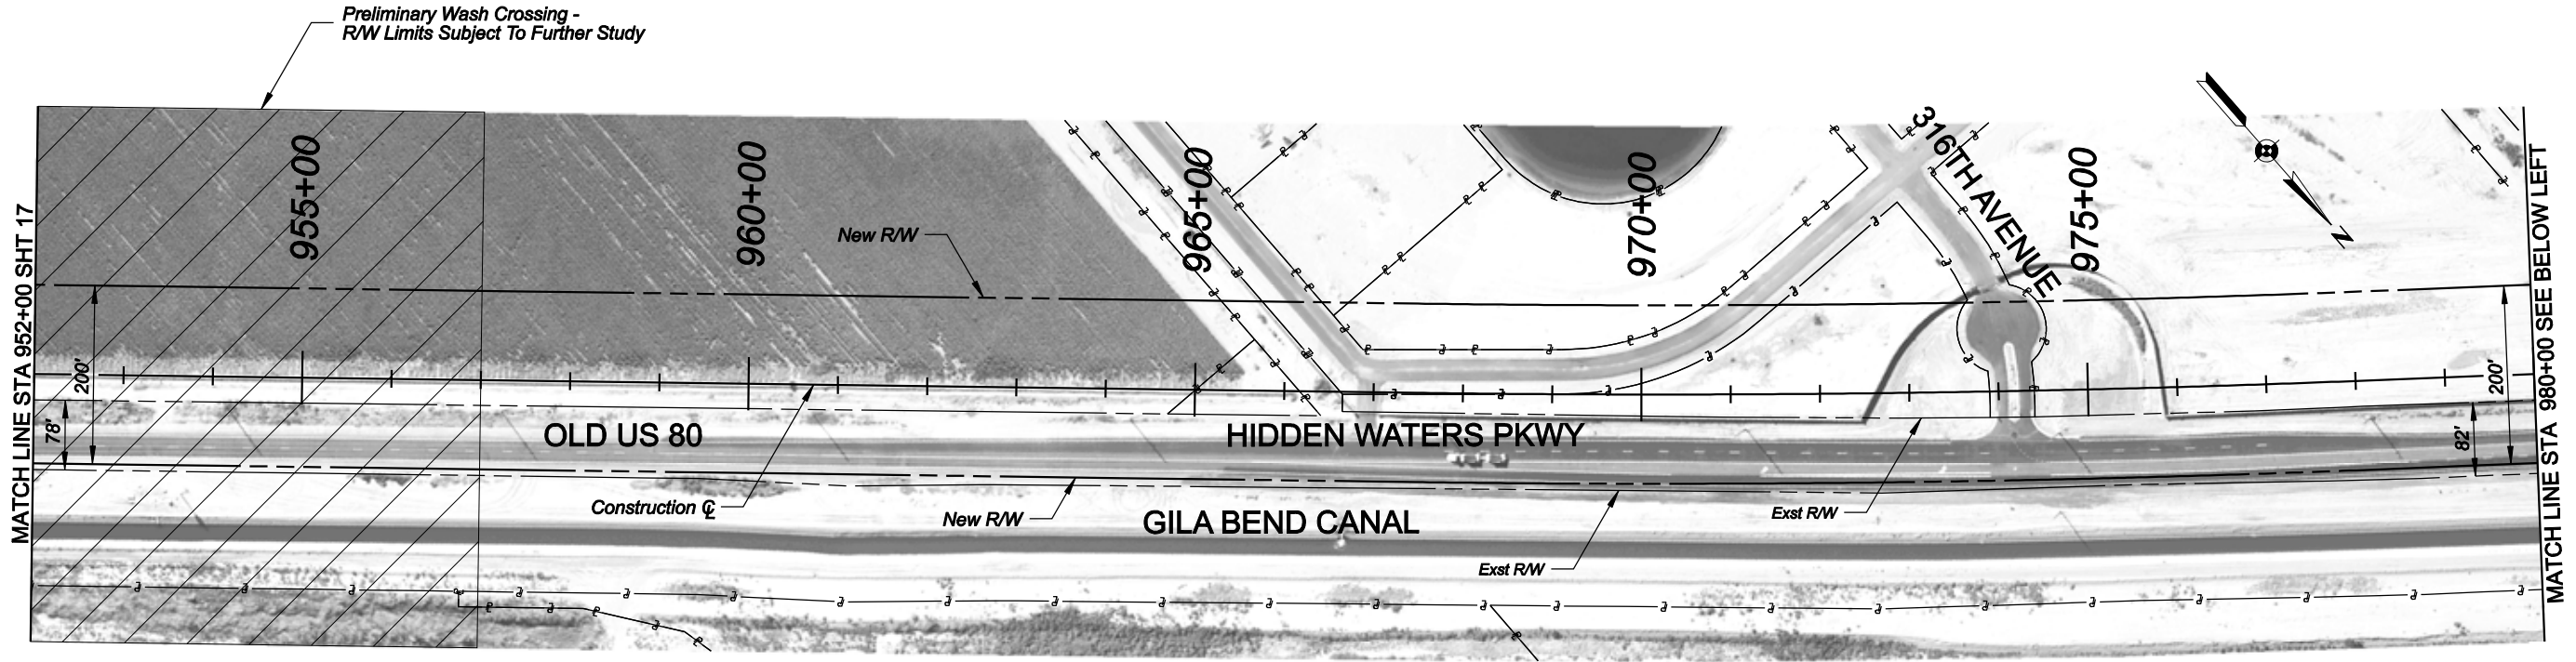 Preliminary Wash Crossing -
R/W Limits Subject To Further Study
MATCH LINE STA 952+00 SHT 17
955+00
960+00
965+00
970+00
975+00
316TH AVENUE
N
New R/W
200'
78'
OLD US 80
HIDDEN WATERS PKWY
200'
82'
Construction ℄
New R/W
GILA BEND CANAL
Exst R/W
Exst R/W
MATCH LINE STA 980+00 SEE BELOW LEFT